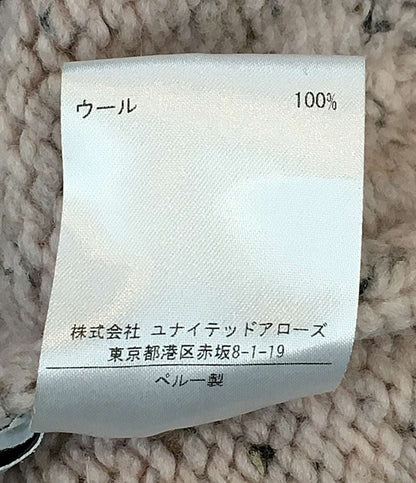 ウール 100%
株式会社 ユナイテッドアローズ
東京都港区赤坂8-1-19
ペルー製